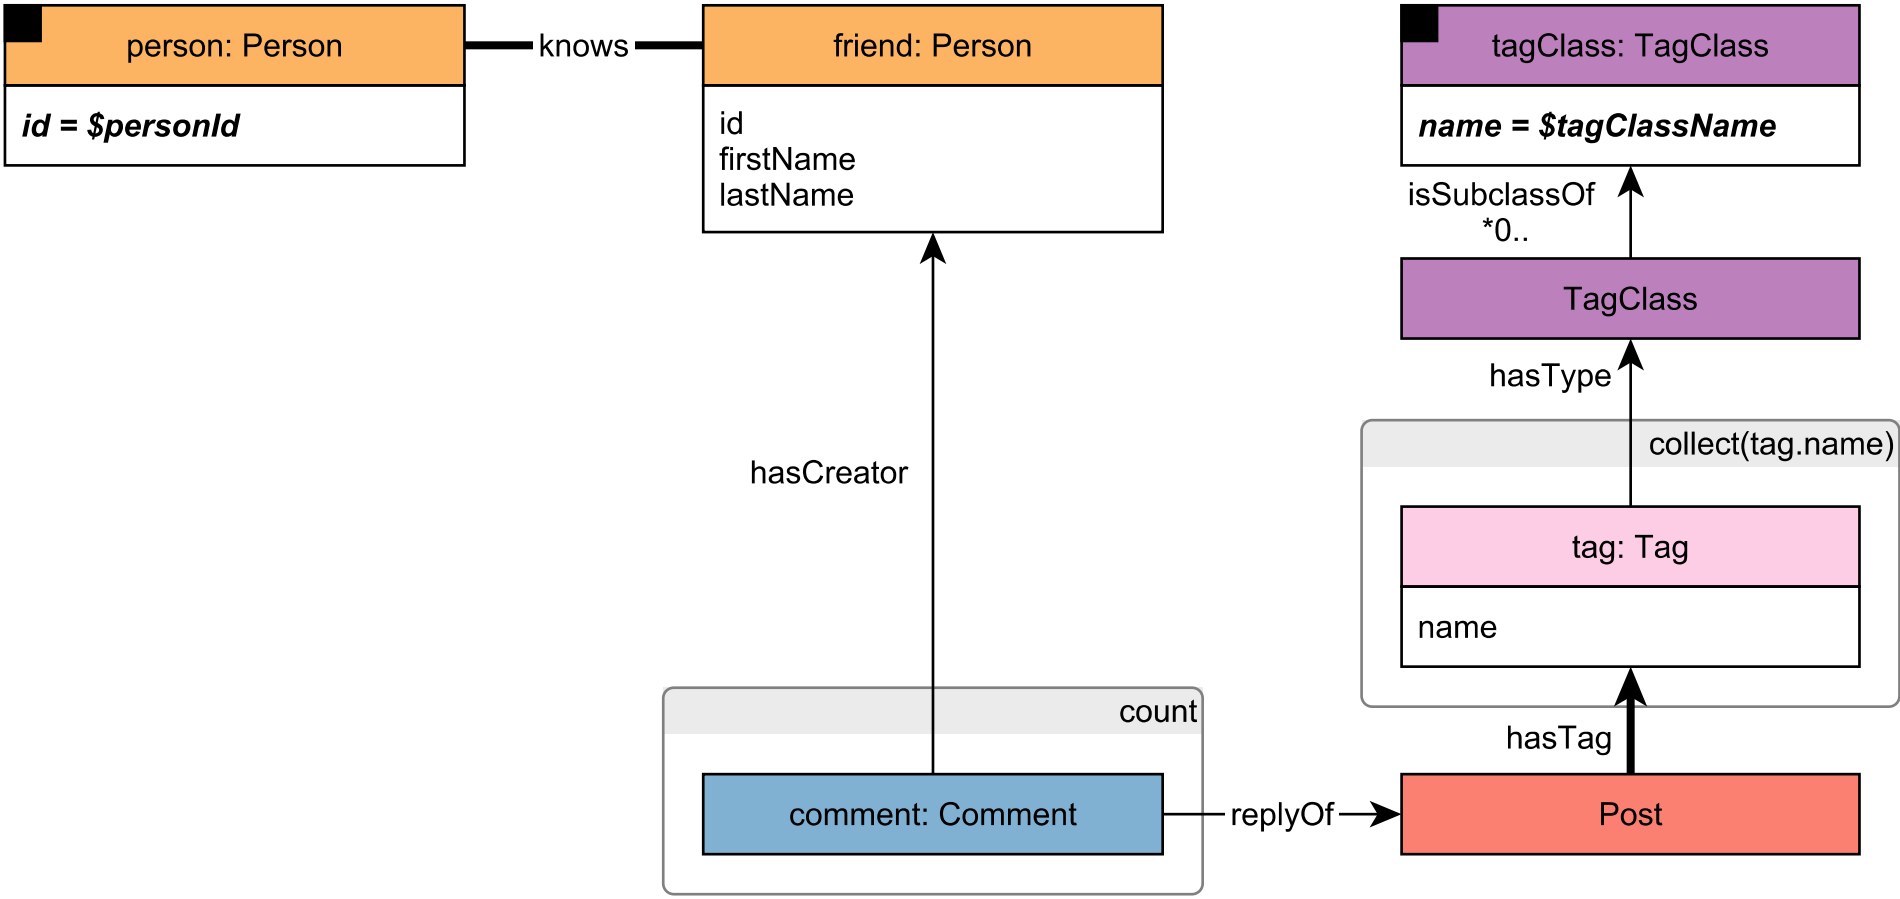 person: Person
id = $personId
knows
friend: Person
id
firstName
lastName
tagClass: TagClass
name = $tagClassName
isSubclassOf
*0..
TagClass
hasType
collect(tag.name)
tag: Tag
name
hasTag
hasCreator
count
comment: Comment
replyOf
Post